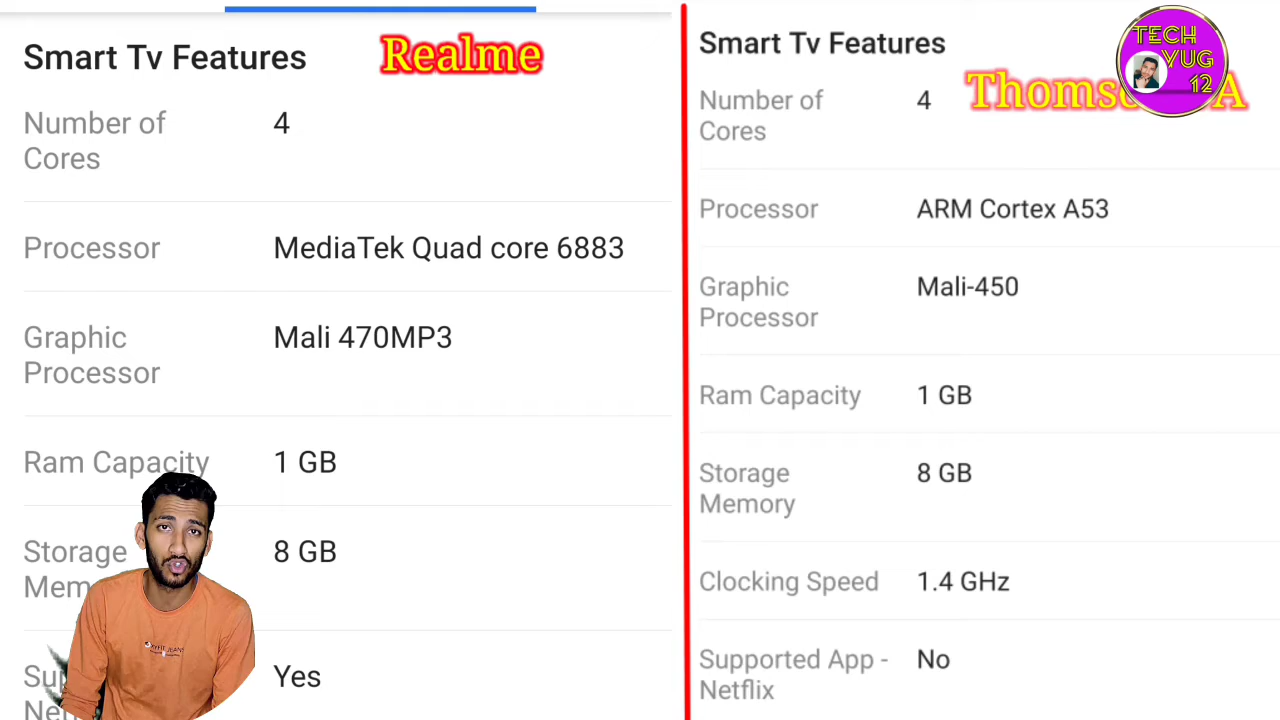 Smart Tv Features
Realme
Number of
Cores
4
Processor
MediaTek Quad core 6883
Graphic
Processor
Mali 470MP3
Ram Capacity
1 GB
Storage
8 GB
Yes
Smart Tv Features
TECH
YUG
12
Number of
Cores
4
Processor
ARM Cortex A53
Graphic
Processor
Mali-450
Ram Capacity
1 GB
Storage
Memory
8 GB
Clocking Speed
1.4 GHz
Supported App -
Netflix
No